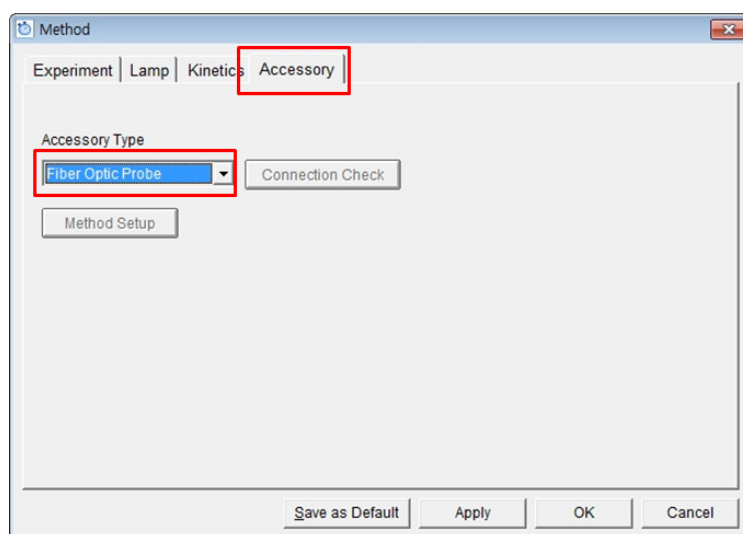 Method
Experiment Lamp Kinetics Accessory
Accessory Type
Fiber Optic Probe Connection Check
Method Setup
Save as Default Apply OK Cancel